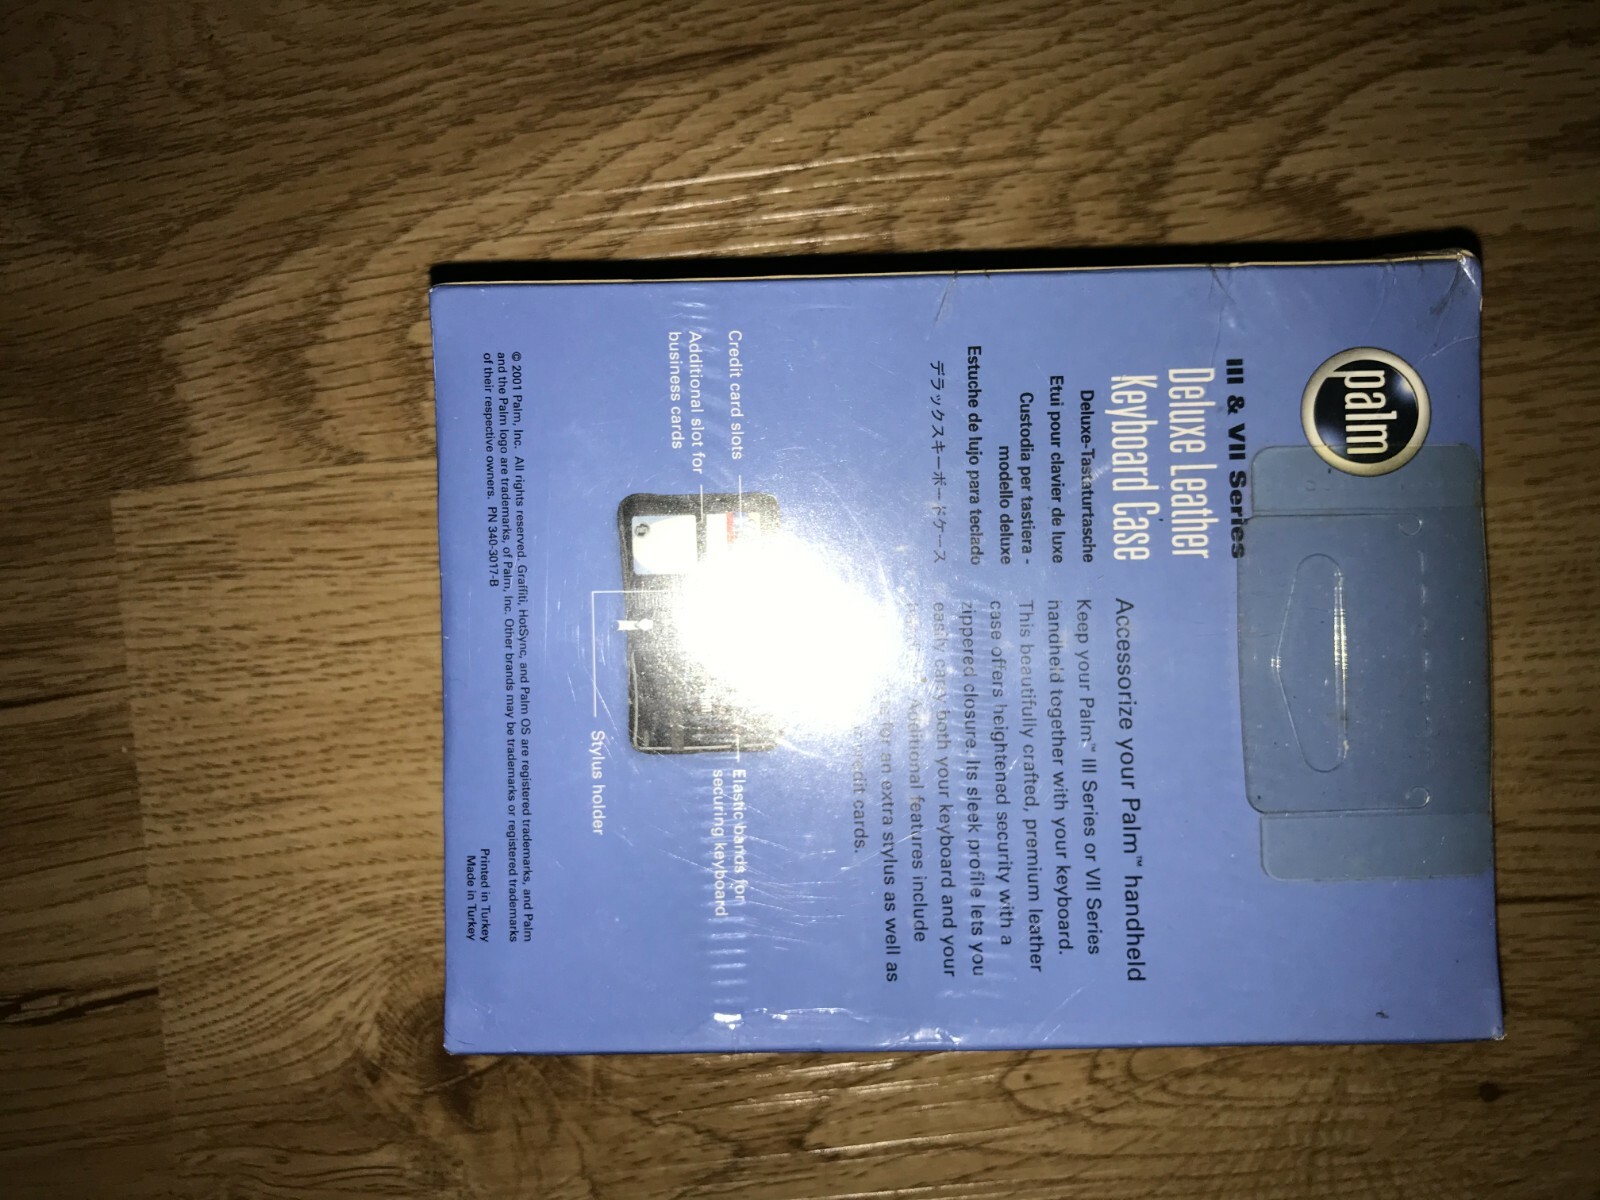 palm
III & VII Series
Deluxe Leather
Keyboard Case
Deluxe-Tastaturtasche
Etui pour clavier de luxe
Custodia per tastiera -
modello deluxe
Estuche de lujo para teclado
デラックスキーボードケース
Accessorize your Palm™ handheld
Keep your Palm™ III Series or VII Series
handheld together with your keyboard.
This beautifully crafted, premium leather
case offers heightened security with a
zippered closure. Its sleek profile lets you
easily carry both your keyboard and your
Additional features include
for an extra stylus as well as
credit cards.
Credit card slots
Additional slot for
business cards
Elastic bands for
securing keyboard
Stylus holder
© 2001 Palm, Inc. All rights reserved. Graffiti, HotSync, and Palm OS are registered trademarks, and Palm
and the Palm logo are trademarks, of Palm, Inc. Other brands may be trademarks or registered trademarks
of their respective owners. PN 340-3017-B
Printed in Turkey
Made in Turkey